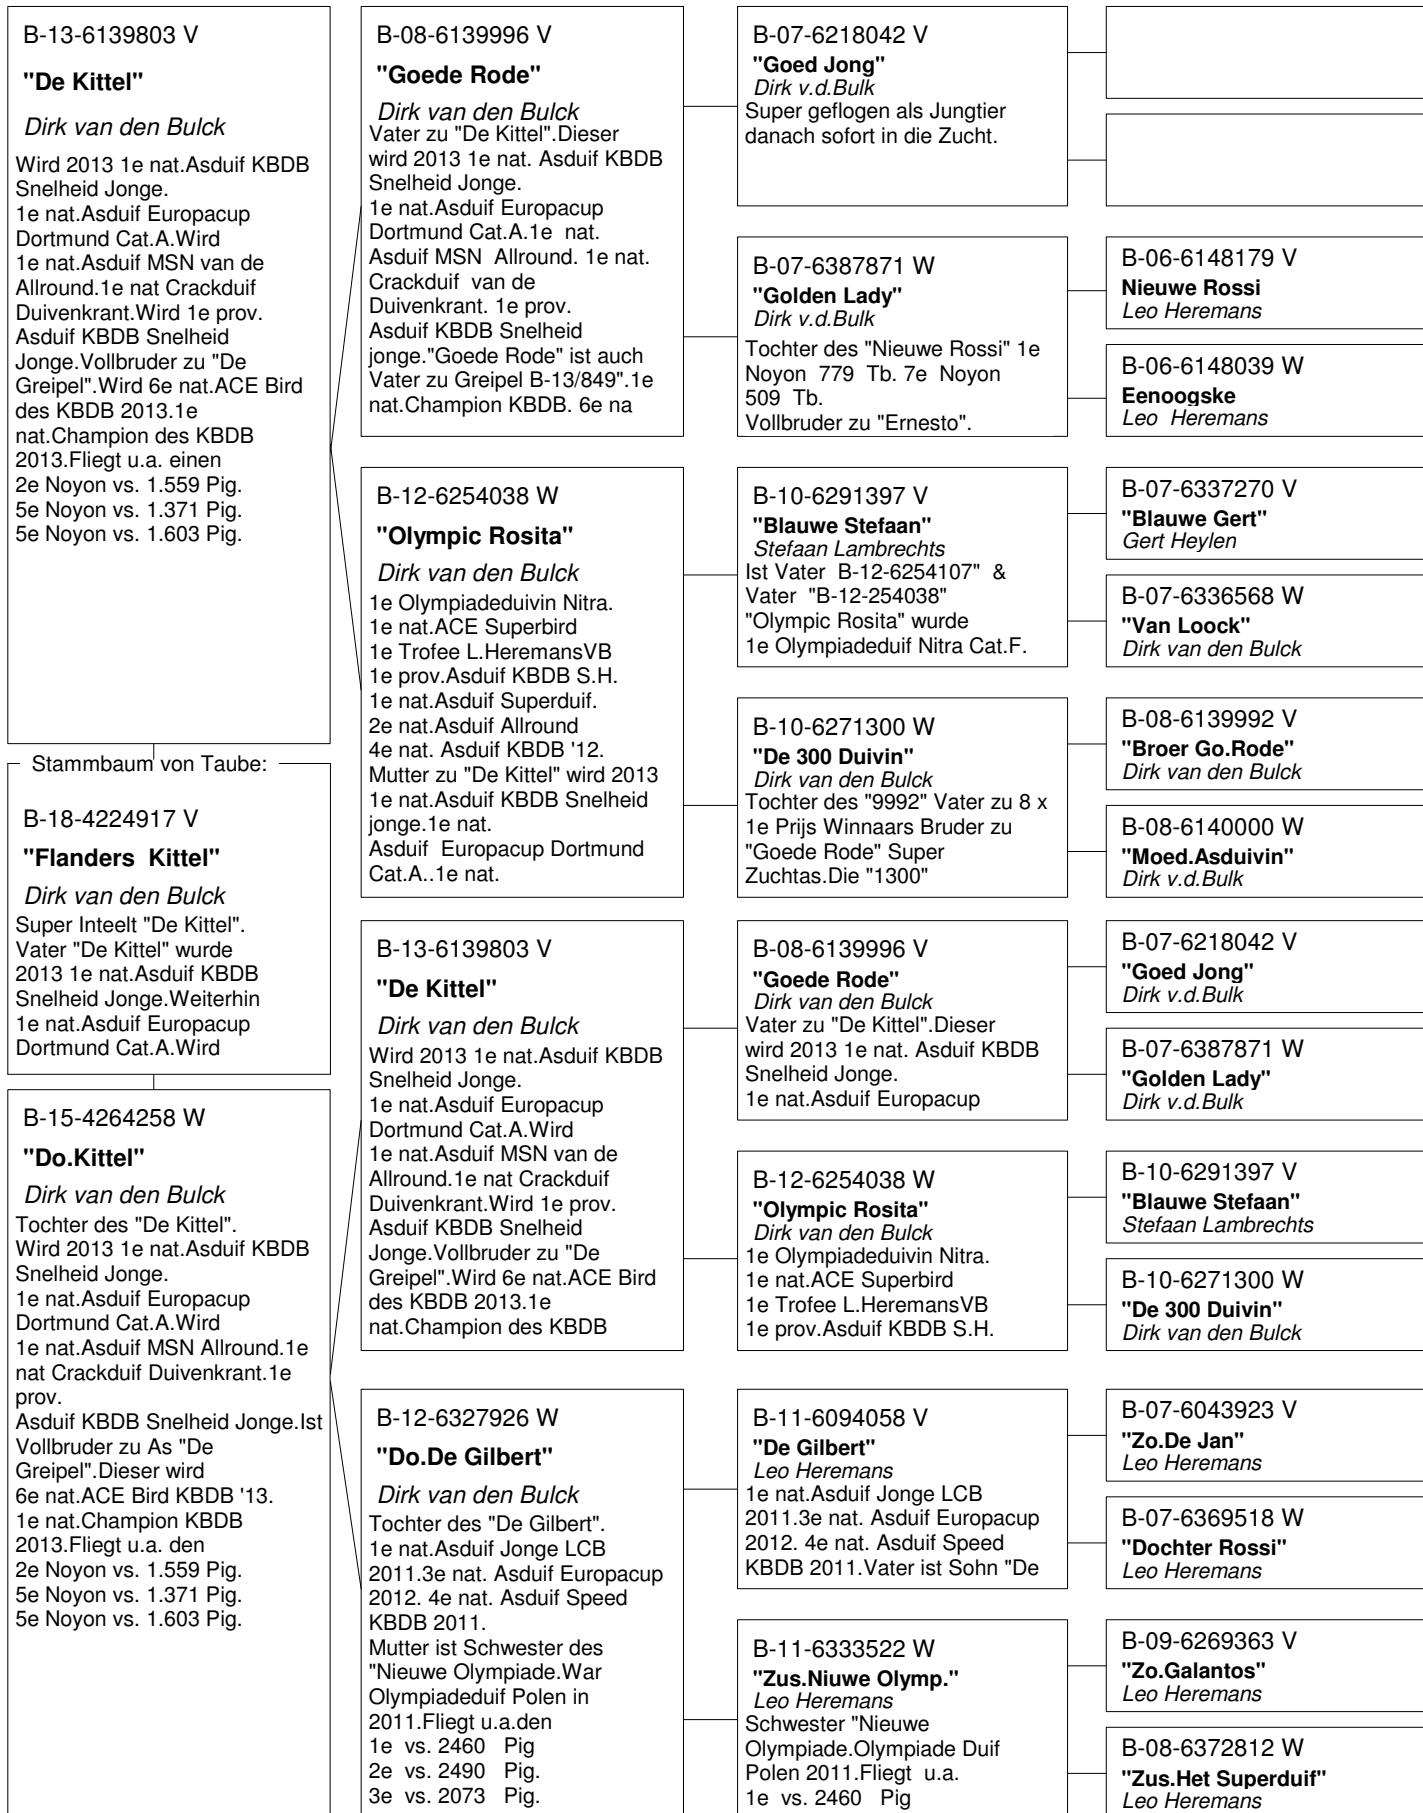 B-13-6139803 V
"De Kittel"
Dirk van den Bulck
Wird 2013 1e nat.Asduif KBDB
Snelheid Jonge.
1e nat.Asduif Europacup
Dortmund Cat.A.Wird
1e nat.Asduif MSN van de
Allround.1e nat Crackduif
Duivenkrant.Wird 1e prov.
Asduif KBDB Snelheid
Jonge.Vollbruder zu "De
Greipel".Wird 6e nat.ACE Bird
des KBDB 2013.1e
nat.Champion des KBDB
2013.Fliegt u.a. einen
2e Noyon vs. 1.559 Pig.
5e Noyon vs. 1.371 Pig.
5e Noyon vs. 1.603 Pig.
Stammbaum von Taube:
B-18-4224917 V
"Flanders  Kittel"
Dirk van den Bulck
Super Inteelt "De Kittel".
Vater "De Kittel" wurde
2013 1e nat.Asduif KBDB
Snelheid Jonge.Weiterhin
1e nat.Asduif Europacup
Dortmund Cat.A.Wird
B-15-4264258 W
"Do.Kittel"
Dirk van den Bulck
Tochter des "De Kittel".
Wird 2013 1e nat.Asduif KBDB
Snelheid Jonge.
1e nat.Asduif Europacup
Dortmund Cat.A.Wird
1e nat.Asduif MSN Allround.1e
nat Crackduif Duivenkrant.1e
prov.
Asduif KBDB Snelheid Jonge.Ist
Vollbruder zu As "De
Greipel".Dieser wird
6e nat.ACE Bird KBDB '13.
1e nat.Champion KBDB
2013.Fliegt u.a. den
2e Noyon vs. 1.559 Pig.
5e Noyon vs. 1.371 Pig.
5e Noyon vs. 1.603 Pig.
B-08-6139996 V
"Goede Rode"
Dirk van den Bulck
Vater zu "De Kittel".Dieser
wird 2013 1e nat. Asduif KBDB
Snelheid Jonge.
1e nat.Asduif Europacup
Dortmund Cat.A.1e  nat.
Asduif MSN  Allround. 1e nat.
Crackduif  van de
Duivenkrant. 1e prov.
Asduif KBDB Snelheid
jonge."Goede Rode" ist auch
Vater zu Greipel B-13/849".1e
nat.Champion KBDB. 6e na
B-12-6254038 W
"Olympic Rosita"
Dirk van den Bulck
1e Olympiadeduivin Nitra.
1e nat.ACE Superbird
1e Trofee L.HeremansVB
1e prov.Asduif KBDB S.H.
1e nat.Asduif Superduif.
2e nat.Asduif Allround
4e nat. Asduif KBDB '12.
Mutter zu "De Kittel" wird 2013
1e nat.Asduif KBDB Snelheid
jonge.1e nat.
Asduif  Europacup Dortmund
Cat.A..1e nat.
B-13-6139803 V
"De Kittel"
Dirk van den Bulck
Wird 2013 1e nat.Asduif KBDB
Snelheid Jonge.
1e nat.Asduif Europacup
Dortmund Cat.A.Wird
1e nat.Asduif MSN van de
Allround.1e nat Crackduif
Duivenkrant.Wird 1e prov.
Asduif KBDB Snelheid
Jonge.Vollbruder zu "De
Greipel".Wird 6e nat.ACE Bird
des KBDB 2013.1e
nat.Champion des KBDB
B-12-6327926 W
"Do.De Gilbert"
Dirk van den Bulck
Tochter des "De Gilbert".
1e nat.Asduif Jonge LCB
2011.3e nat. Asduif Europacup
2012. 4e nat. Asduif Speed
KBDB 2011.
Mutter ist Schwester des
"Nieuwe Olympiade.War
Olympiadeduif Polen in
2011.Fliegt u.a.den
1e  vs. 2460   Pig
2e  vs. 2490   Pig.
3e  vs. 2073   Pig.
B-07-6218042 V
"Goed Jong"
Dirk v.d.Bulk
Super geflogen als Jungtier
danach sofort in die Zucht.
B-07-6387871 W
"Golden Lady"
Dirk v.d.Bulk
Tochter des "Nieuwe Rossi" 1e
Noyon  779  Tb. 7e  Noyon
509  Tb.
Vollbruder zu "Ernesto".
B-10-6291397 V
"Blauwe Stefaan"
Stefaan Lambrechts
Ist Vater  B-12-6254107" &
Vater  "B-12-254038"
"Olympic Rosita" wurde
1e Olympiadeduif Nitra Cat.F.
B-10-6271300 W
"De 300 Duivin"
Dirk van den Bulck
Tochter des "9992" Vater zu 8 x
1e Prijs Winnaars Bruder zu
"Goede Rode" Super
Zuchtas.Die "1300"
B-08-6139996 V
"Goede Rode"
Dirk van den Bulck
Vater zu "De Kittel".Dieser
wird 2013 1e nat. Asduif KBDB
Snelheid Jonge.
1e nat.Asduif Europacup
B-12-6254038 W
"Olympic Rosita"
Dirk van den Bulck
1e Olympiadeduivin Nitra.
1e nat.ACE Superbird
1e Trofee L.HeremansVB
1e prov.Asduif KBDB S.H.
B-11-6094058 V
"De Gilbert"
Leo Heremans
1e nat.Asduif Jonge LCB
2011.3e nat. Asduif Europacup
2012. 4e nat. Asduif Speed
KBDB 2011.Vater ist Sohn "De
B-11-6333522 W
"Zus.Niuwe Olymp."
Leo Heremans
Schwester "Nieuwe
Olympiade.Olympiade Duif
Polen 2011.Fliegt  u.a.
1e  vs. 2460   Pig
B-06-6148179 V
Nieuwe Rossi
Leo Heremans
B-06-6148039 W
Eenoogske
Leo  Heremans
B-07-6337270 V
"Blauwe Gert"
Gert Heylen
B-07-6336568 W
"Van Loock"
Dirk van den Bulck
B-08-6139992 V
"Broer Go.Rode"
Dirk van den Bulck
B-08-6140000 W
"Moed.Asduivin"
Dirk v.d.Bulk
B-07-6218042 V
"Goed Jong"
Dirk v.d.Bulk
B-07-6387871 W
"Golden Lady"
Dirk v.d.Bulk
B-10-6291397 V
"Blauwe Stefaan"
Stefaan Lambrechts
B-10-6271300 W
"De 300 Duivin"
Dirk van den Bulck
B-07-6043923 V
"Zo.De Jan"
Leo Heremans
B-07-6369518 W
"Dochter Rossi"
Leo Heremans
B-09-6269363 V
"Zo.Galantos"
Leo Heremans
B-08-6372812 W
"Zus.Het Superduif"
Leo Heremans